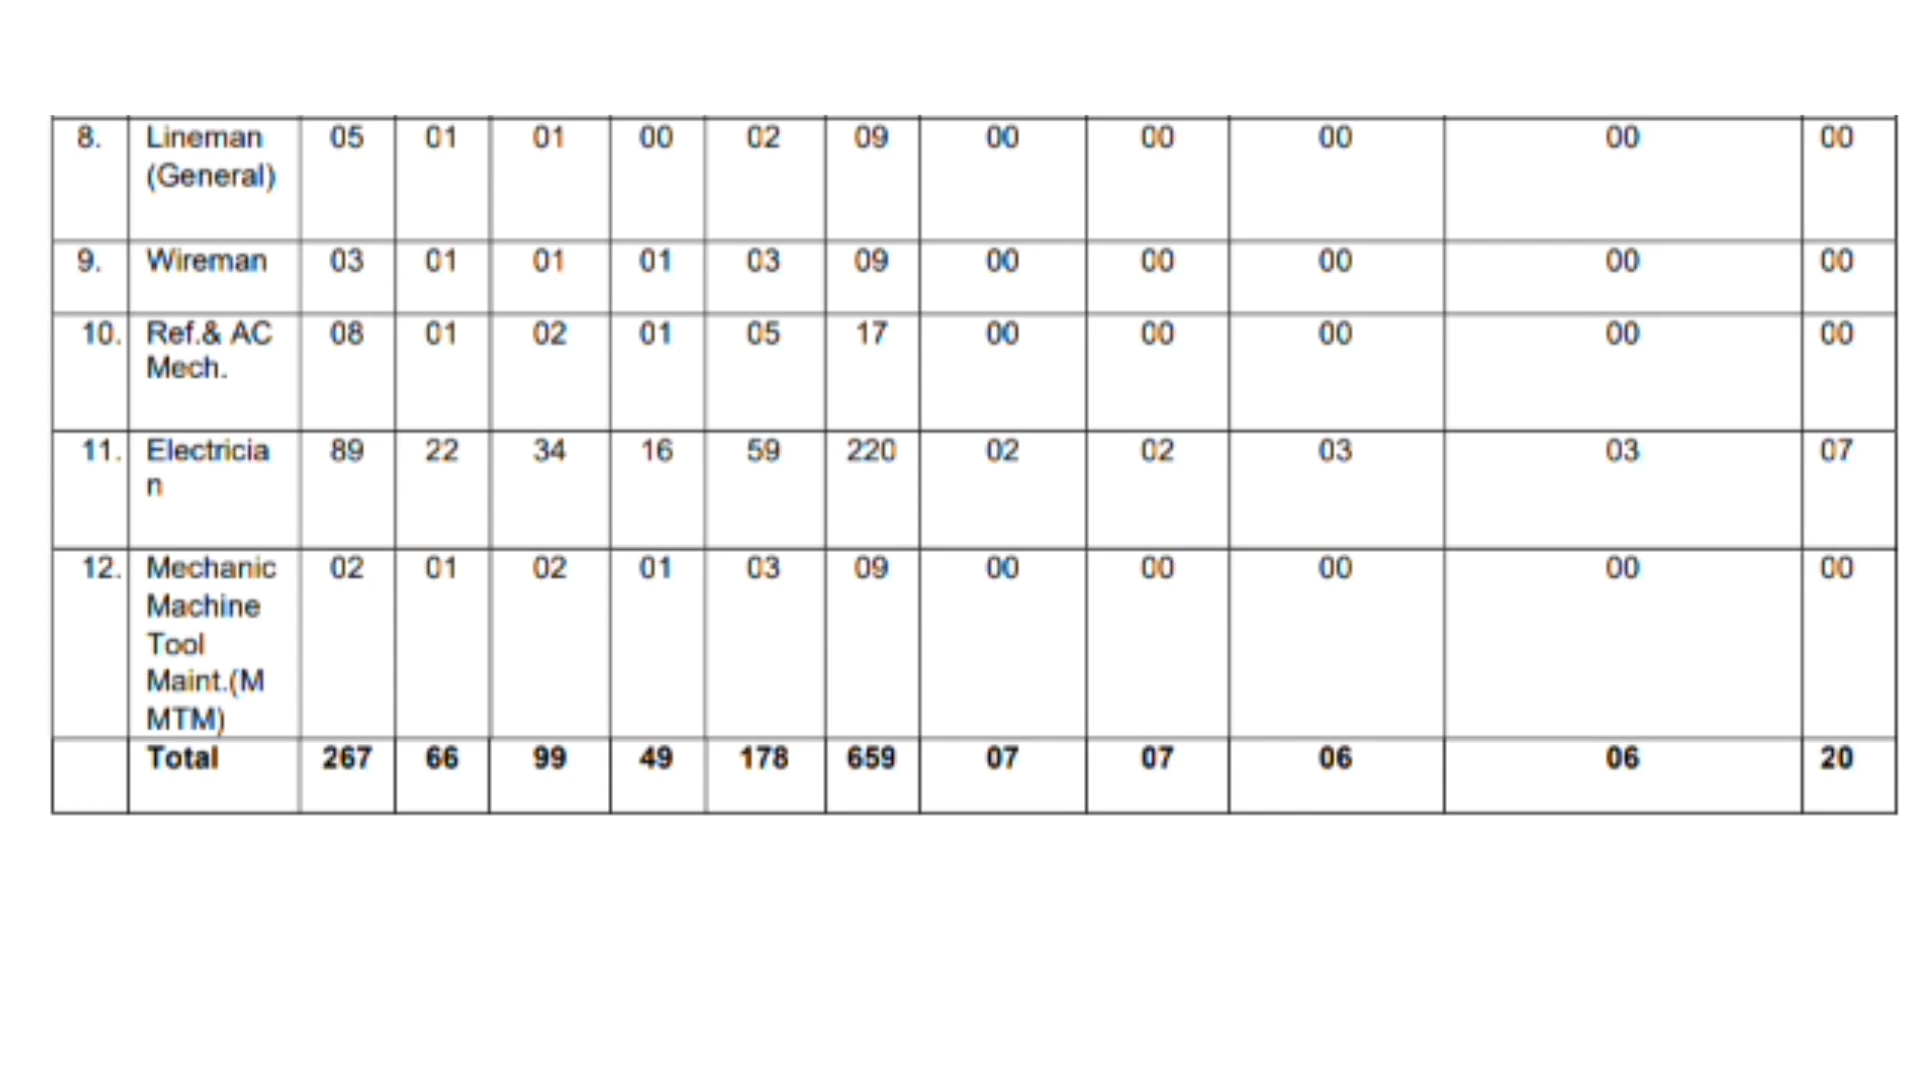 8. Lineman 05 01 01 00 02 09 00 00 00 00 00
(General)
9. Wireman 03 01 01 01 03 09 00 00 00 00 00
10. Ref.& AC 08 01 02 01 05 17 00 00 00 00 00
Mech.
11. Electricia 89 22 34 16 59 220 02 02 03 03 07
n
12. Mechanic 02 01 02 01 03 09 00 00 00 00 00
Machine
Tool
Maint.(M
MTM)
Total 267 66 99 49 178 659 07 07 06 06 20